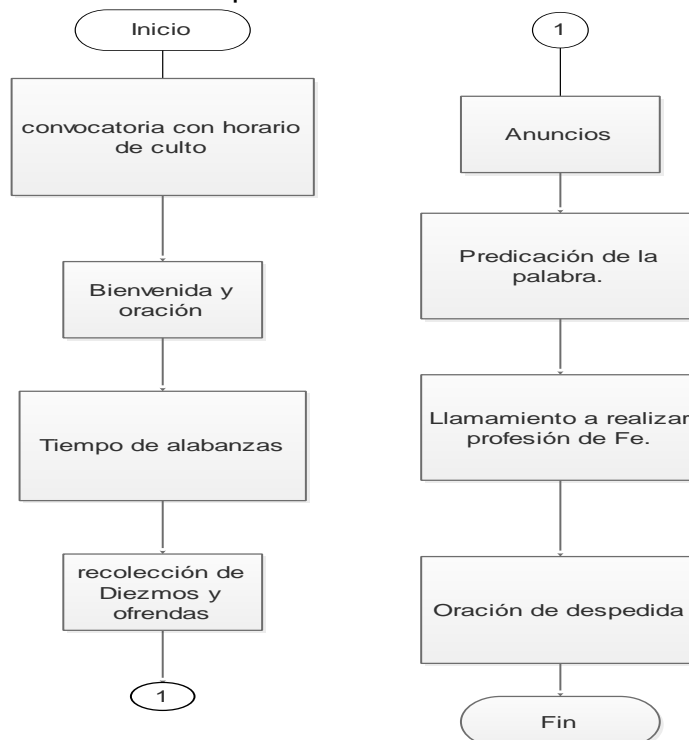 Inicio
convocatoria con horario
de culto
Bienvenida y
oración
Tiempo de alabanzas
recolección de
Diezmos y
ofrendas
1
1
Anuncios
Predicación de la
palabra.
Llamamiento a realizar
profesión de Fe.
Oración de despedida
Fin